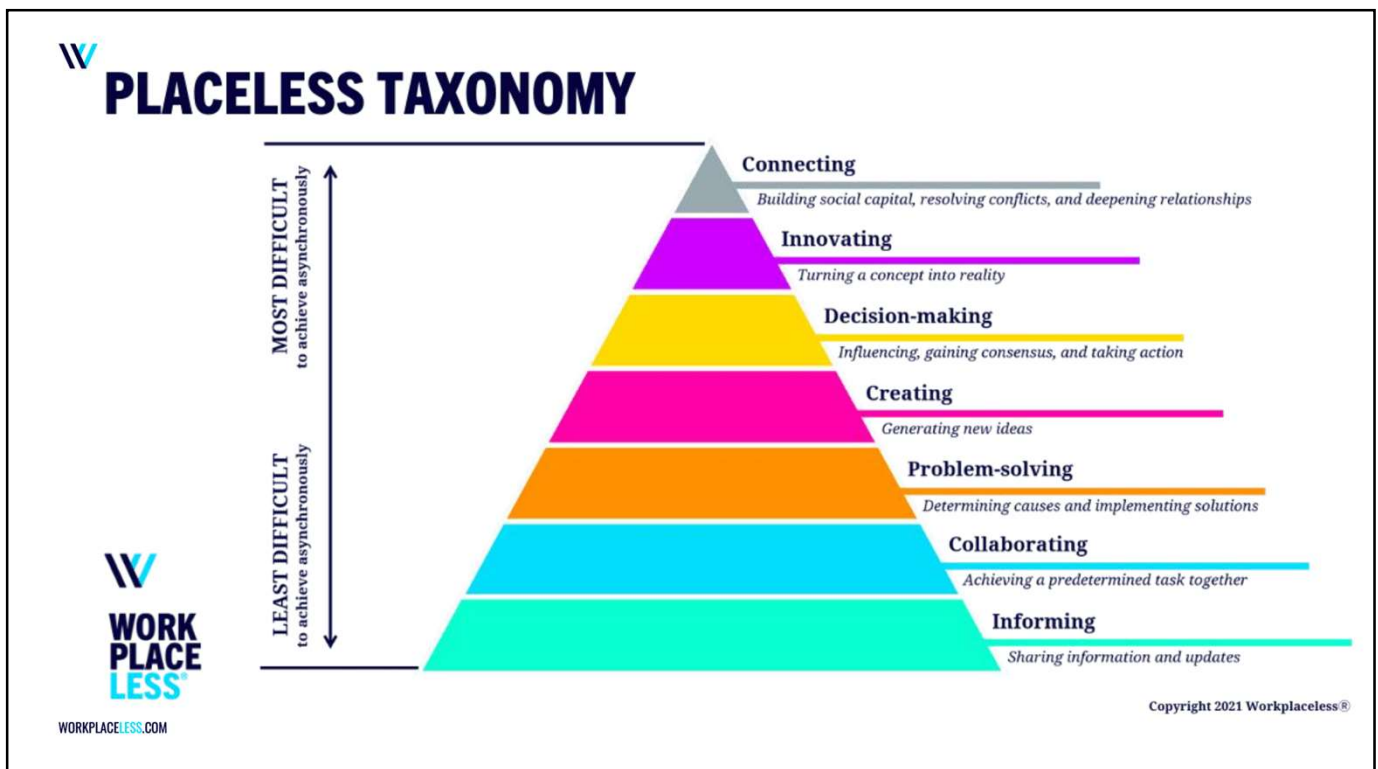 PLACELESS TAXONOMY
MOST DIFFICULT
to achieve asynchronously
LEAST DIFFICULT
to achieve asynchronously
Connecting
Building social capital, resolving conflicts, and deepening relationships
Innovating
Turning a concept into reality
Decision-making
Influencing, gaining consensus, and taking action
Creating
Generating new ideas
Problem-solving
Determining causes and implementing solutions
Collaborating
Achieving a predetermined task together
Informing
Sharing information and updates
WORK
PLACE
LESS®
WORKPLACELESS.COM
Copyright 2021 Workplaceless®